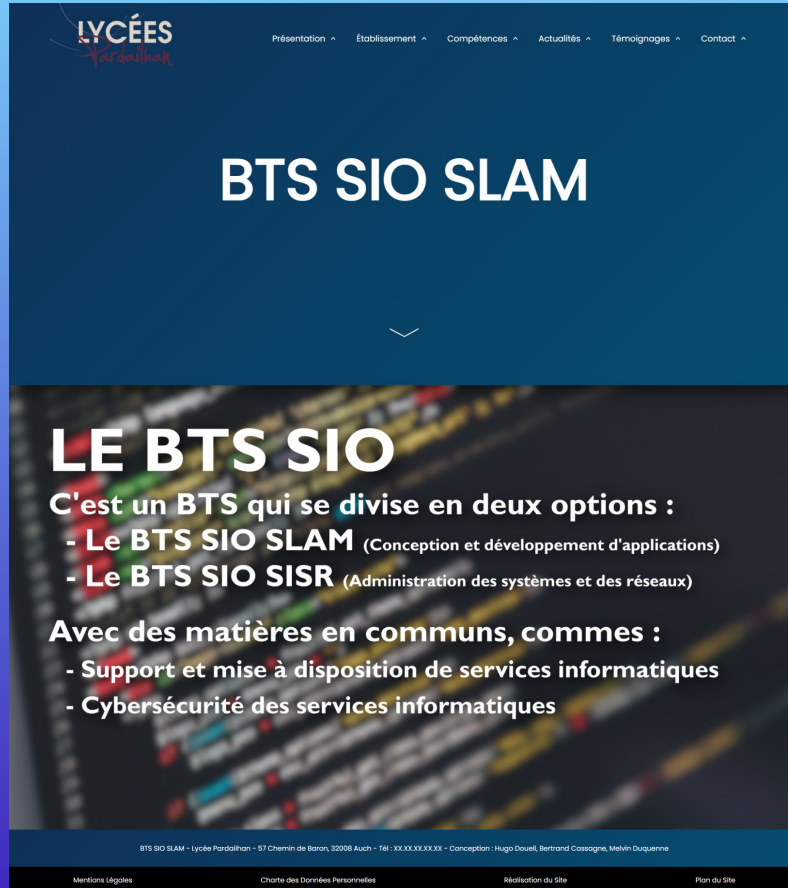 LYCÉES
Pardailhan
Présentation Établissement Compétences Actualités Témoignages Contact
BTS SIO SLAM
LE BTS SIO
C'est un BTS qui se divise en deux options :
- Le BTS SIO SLAM (Conception et développement d'applications)
- Le BTS SIO SISR (Administration des systèmes et des réseaux)
Avec des matières en communs, commes :
- Support et mise à disposition de services informatiques
- Cybersécurité des services informatiques
BTS SIO SLAM - Lycée Pardailhan - 57 Chemin de Baron, 32008 Auch - Tél : XX.XX.XX.XX.XX - Conception : Hugo Doueil, Bertrand Cassagne, Melvin Duquenne
Mentions Légales Charte des Données Personnelles Réalisation du Site Plan du Site